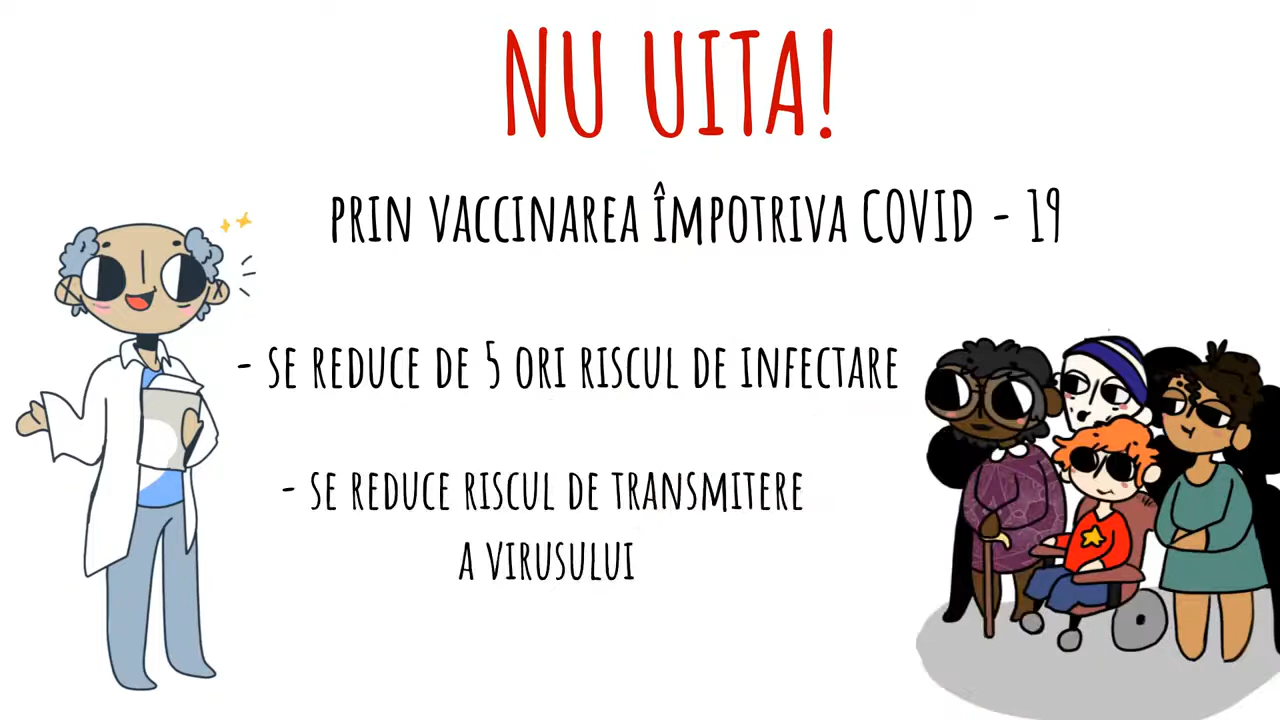 NU UITA!
PRIN VACCINAREA ÎMPOTRIVA COVID - 19
- SE REDUCE DE 5 ORI RISCUL DE INFECTARE
- SE REDUCE RISCUL DE TRANSMITERE
A VIRUSULUI